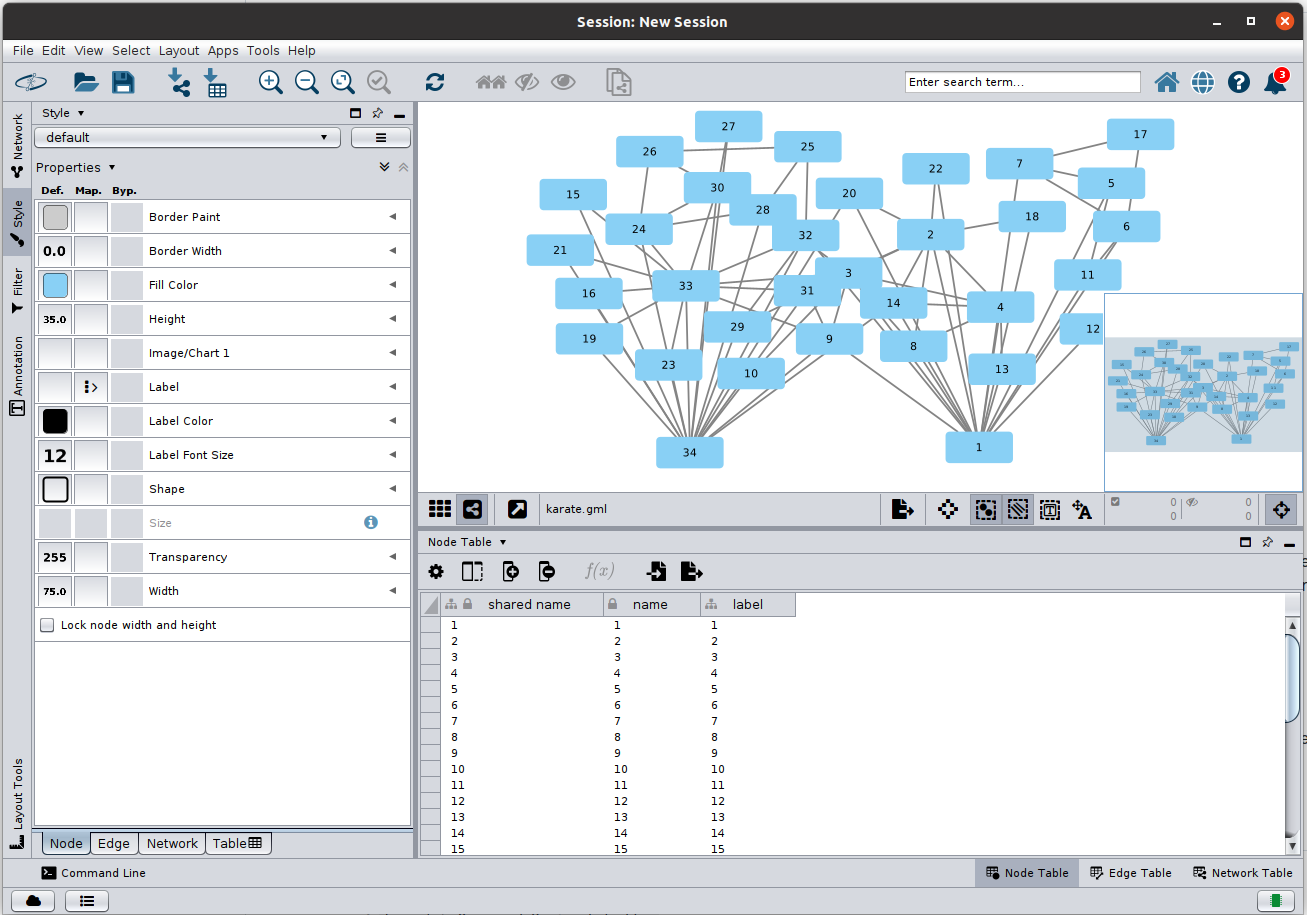 Session: New Session
File Edit View Select Layout Apps Tools Help
Enter search term...
3
Network
Style
Filter
Annotation
Layout Tools
Style
default
Properties
Def. Map. Byp.
Border Paint
0.0 Border Width
Fill Color
35.0 Height
Image/Chart 1
Label
Label Color
12 Label Font Size
Shape
Size
255 Transparency
75.0 Width
Lock node width and height
Node Edge Network Table
27
17
26
25
7
22
5
30
15
20
28
18
24
6
32
2
21
3
11
33
31
16
14
4
29
12
19
9
8
23
13
10
1
34
karate.gml
0 0
0 0
Node Table
f(x)
shared name name label
1 1 1
2 2 2
3 3 3
4 4 4
5 5 5
6 6 6
7 7 7
8 8 8
9 9 9
10 10 10
11 11 11
12 12 12
13 13 13
14 14 14
15 15 15
Command Line
Node Table Edge Table Network Table